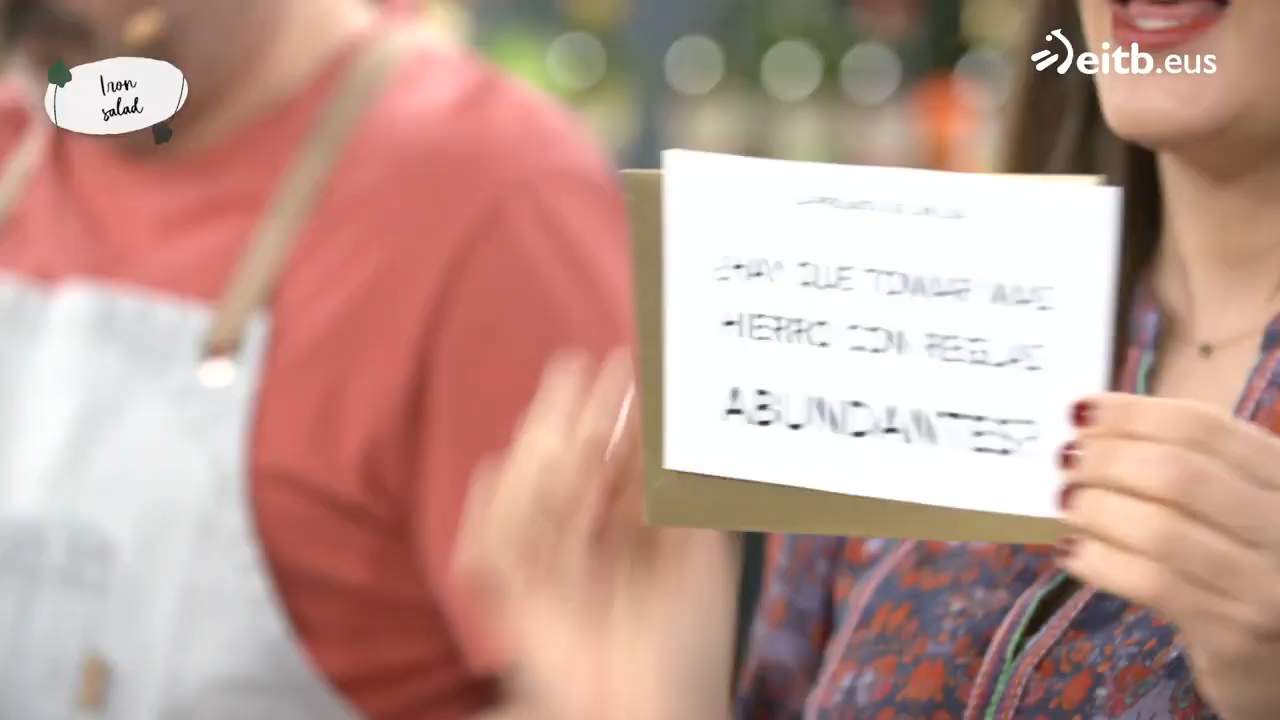 Iron
salad
eitb.eus
¿HAY QUE TOMAR MÁS
HIERRO CON REGLAS
ABUNDANTES?